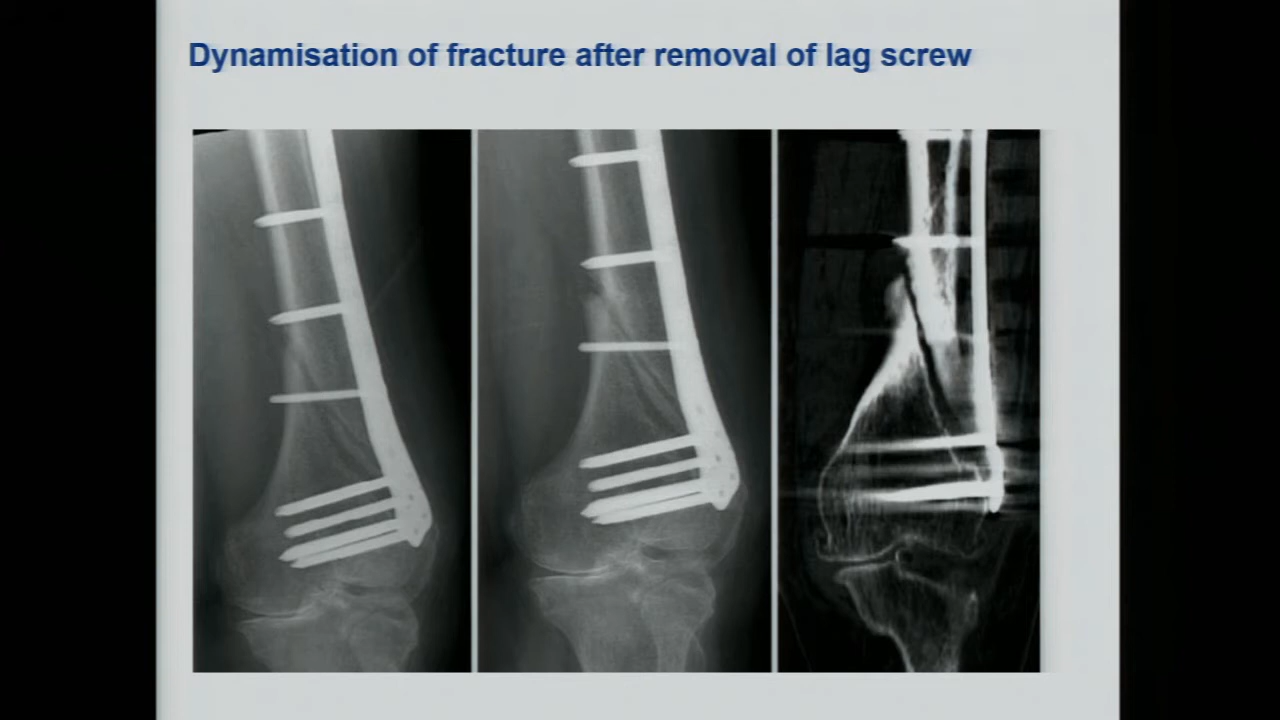 Dynamisation of fracture after removal of lag screw